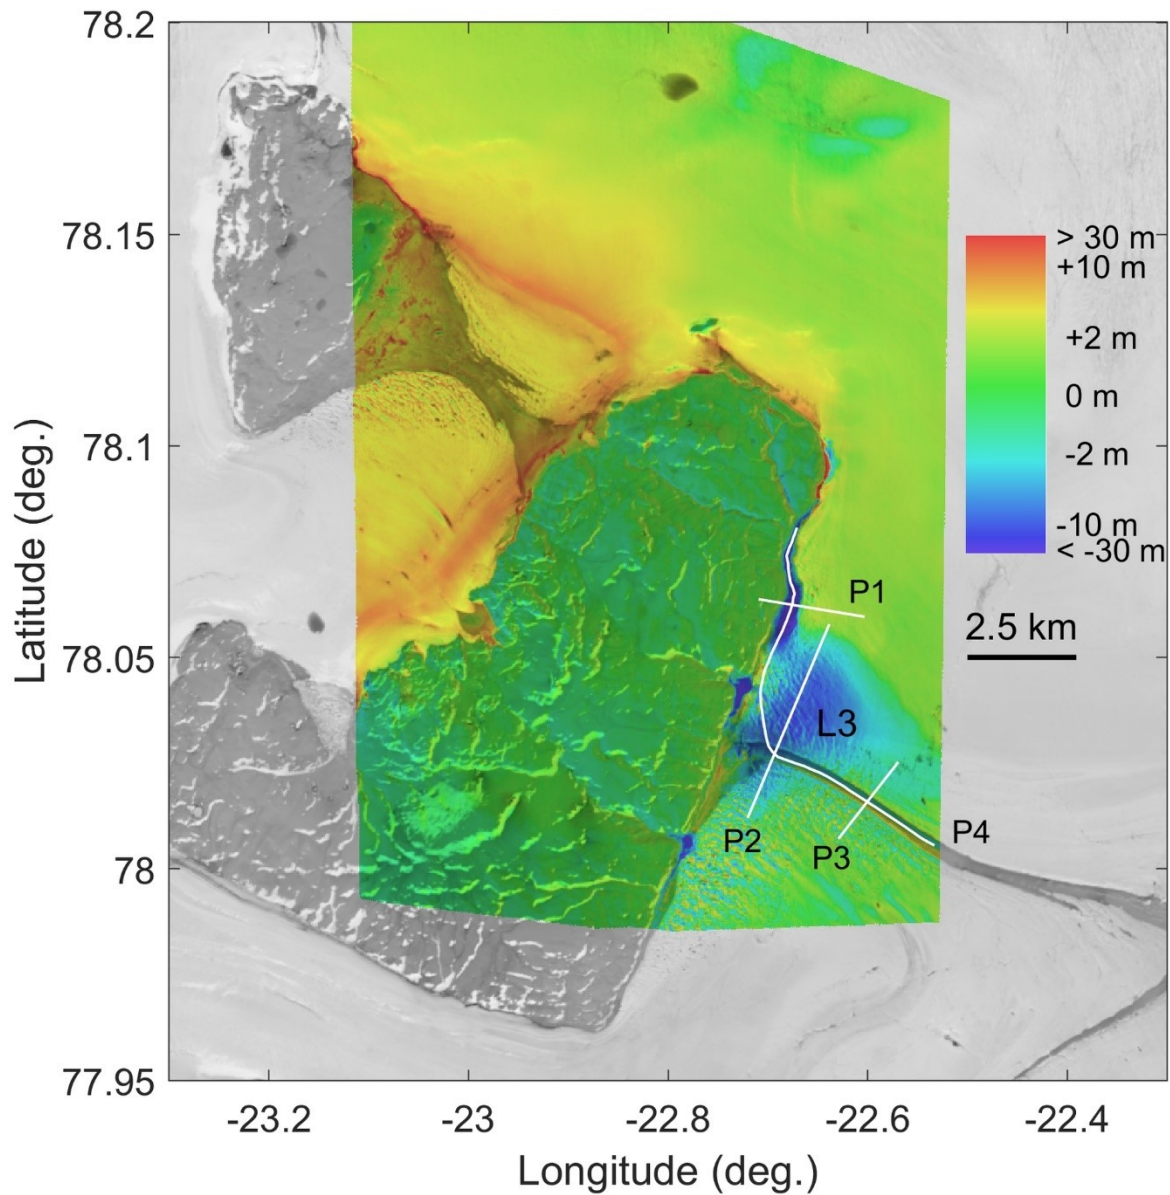 78.2
78.15
78.1
78.05
78
77.95
Latitude (deg.)
> 30 m
+10 m
+2 m
0 m
-2 m
-10 m
< -30 m
2.5 km
P1
L3
P2
P3
P4
-23.2
-23
-22.8
-22.6
-22.4
Longitude (deg.)